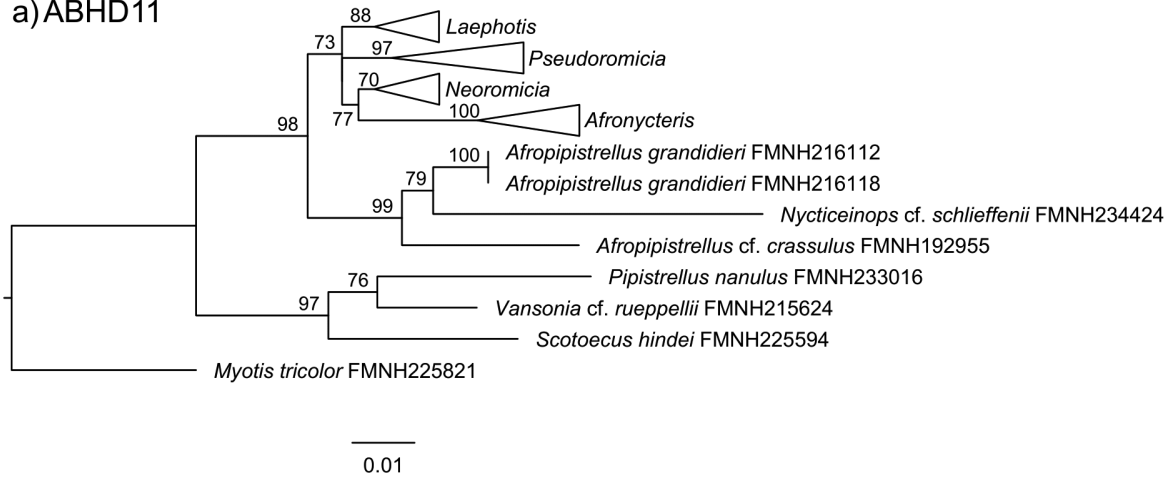 a) ABHD11
88
Laephotis
73
97
Pseudoromicia
70
Neoromicia
77
100
Afronycteris
98
100
Afropipistrellus grandidieri FMNH216112
Afropipistrellus grandidieri FMNH216118
79
99
Nycticeinops cf. schlieffenii FMNH234424
Afropipistrellus cf. crassulus FMNH192955
76
Pipistrellus nanulus FMNH233016
97
Vansonia cf. rueppellii FMNH215624
Scotoecus hindei FMNH225594
Myotis tricolor FMNH225821
0.01